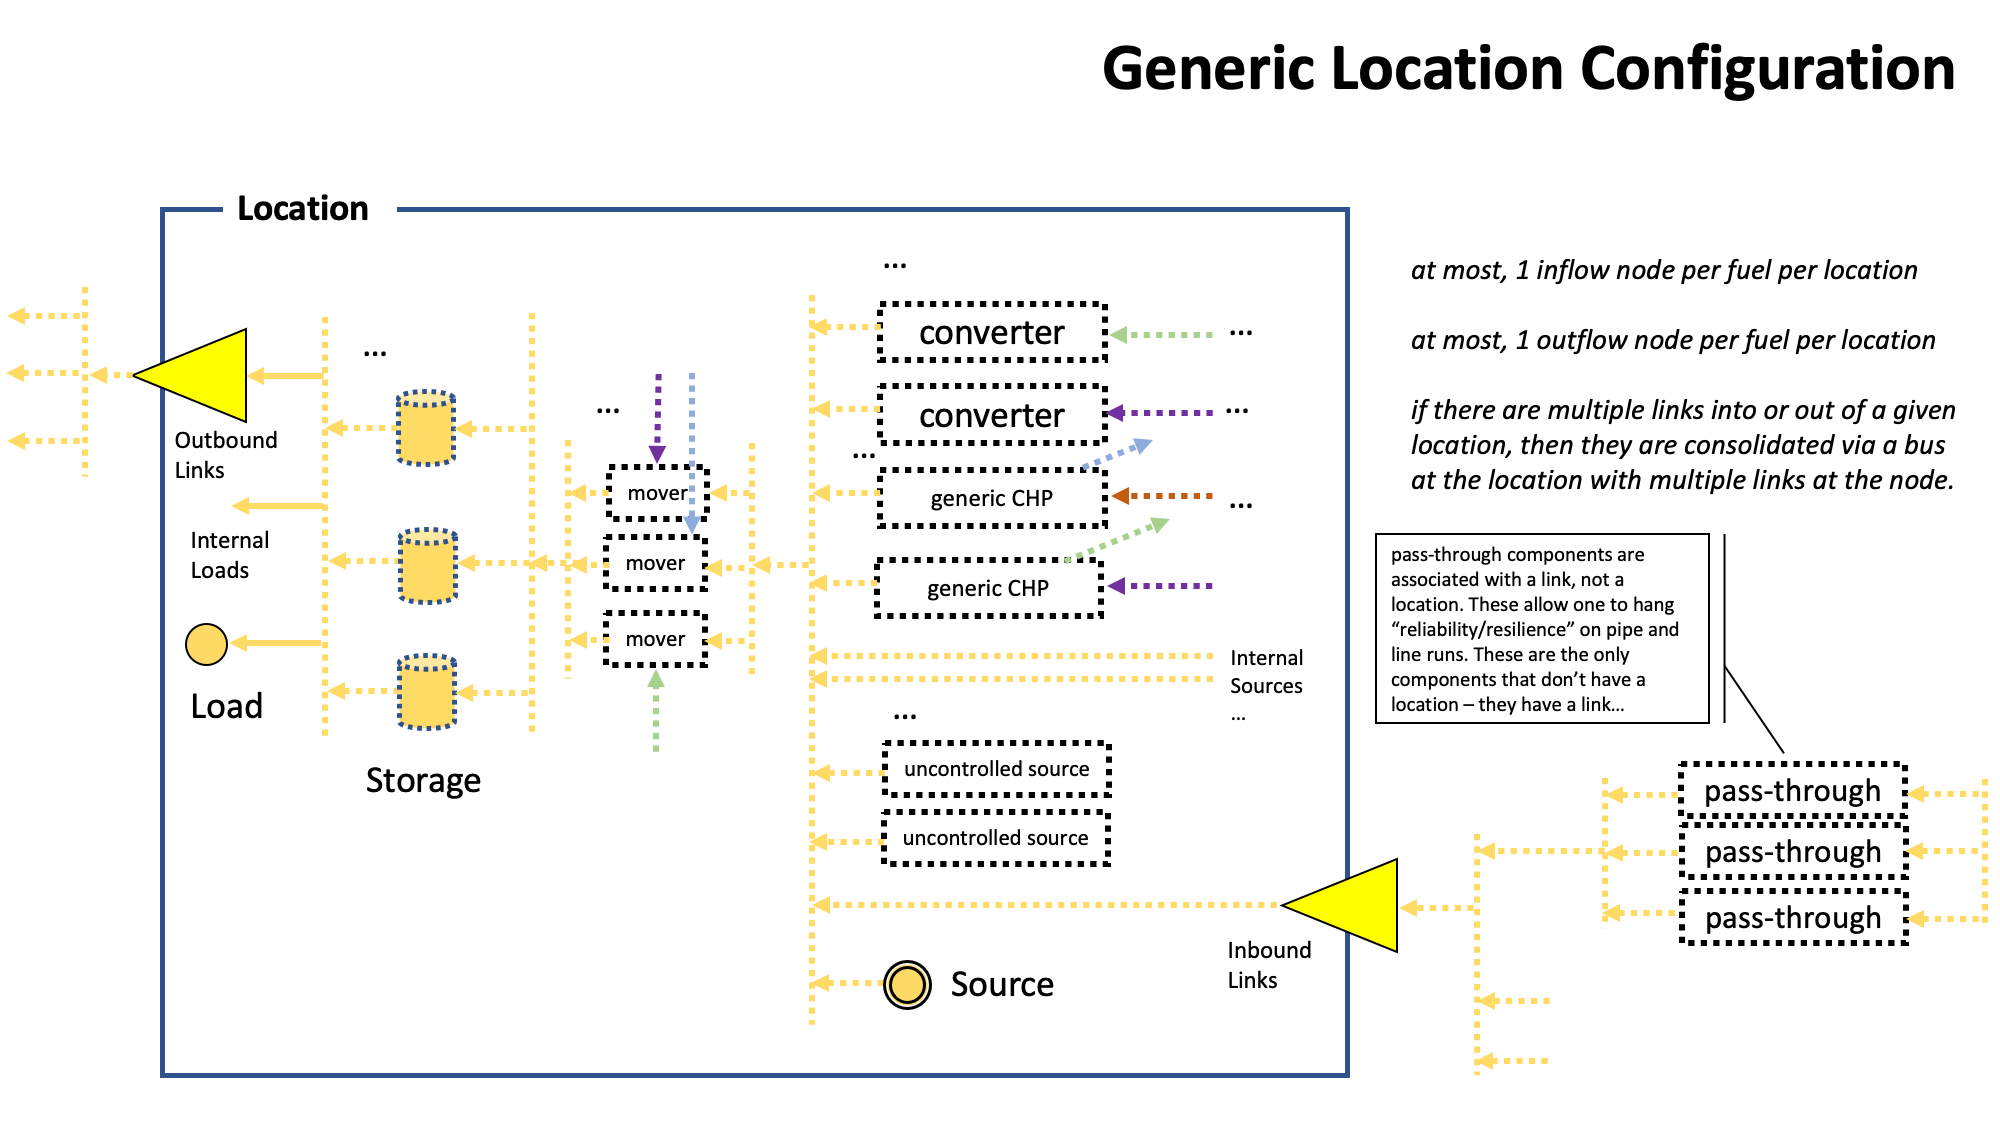 Generic Location Configuration
Location
...
at most, 1 inflow node per fuel per location
converter
...
at most, 1 outflow node per fuel per location
...
...
converter
...
if there are multiple links into or out of a given
location, then they are consolidated via a bus
at the location with multiple links at the node.
Outbound
Links
...
mover
generic CHP
...
Internal
Loads
mover
generic CHP
pass-through components are
associated with a link, not a
location. These allow one to hang
“reliability/resilience” on pipe and
line runs. These are the only
components that don’t have a
location – they have a link...
mover
Internal
Sources
...
Load
...
Storage
uncontrolled source
uncontrolled source
pass-through
pass-through
pass-through
Inbound
Links
Source